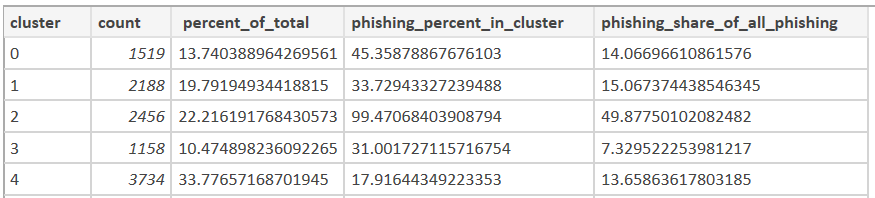 cluster count percent_of_total phishing_percent_in_cluster phishing_share_of_all_phishing
0 1519 13.740388964269561 45.35878867676103 14.06696610861576
1 2188 19.79194934418815 33.72943327239488 15.067374438546345
2 2456 22.216191768430573 99.47068403908794 49.87750102082482
3 1158 10.474898236092265 31.001727115716754 7.329522253981217
4 3734 33.77657168701945 17.91644349223353 13.65863617803185